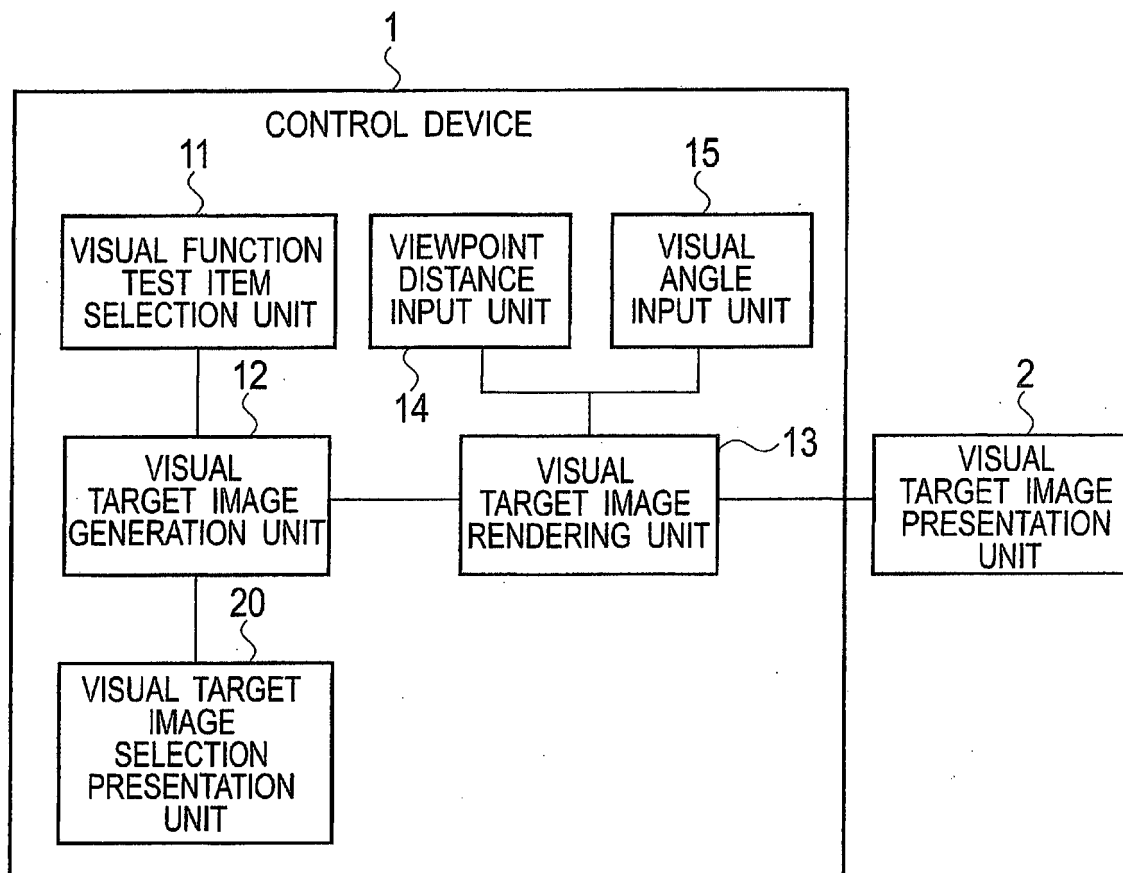 1
CONTROL DEVICE
11
VISUAL FUNCTION
TEST ITEM
SELECTION UNIT
VIEWPOINT
DISTANCE
INPUT UNIT
14
15
VISUAL
ANGLE
INPUT UNIT
12
VISUAL
TARGET IMAGE
GENERATION UNIT
13
VISUAL
TARGET IMAGE
RENDERING UNIT
2
VISUAL
TARGET IMAGE
PRESENTATION
UNIT
20
VISUAL TARGET
IMAGE
SELECTION
PRESENTATION
UNIT